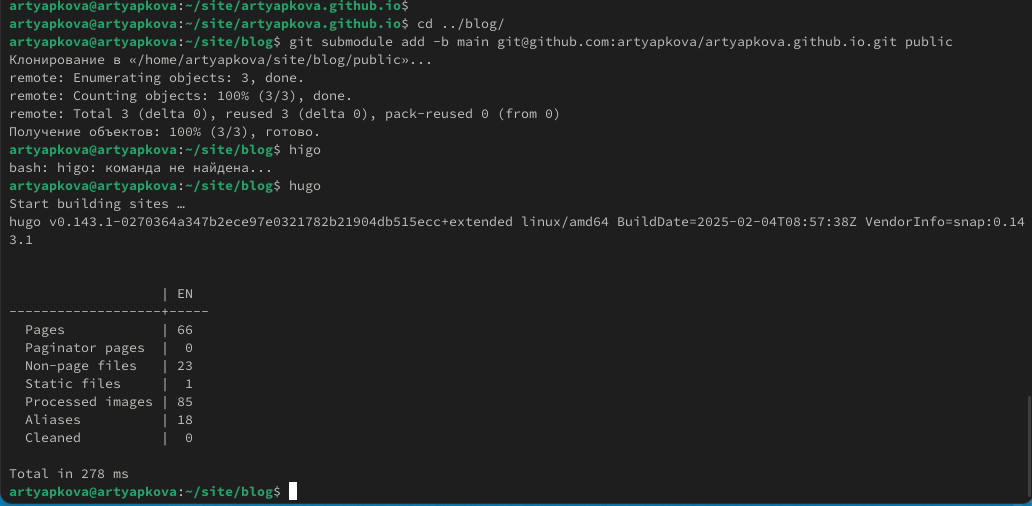 artyapkova@artyapkova:~/site/artyapkova.github.io$
artyapkova@artyapkova:~/site/artyapkova.github.io$ cd ../blog/
artyapkova@artyapkova:~/site/blog$ git submodule add -b main git@github.com:artyapkova/artyapkova.github.io.git public
Клонирование в «/home/artyapkova/site/blog/public»...
remote: Enumerating objects: 3, done.
remote: Counting objects: 100% (3/3), done.
remote: Total 3 (delta 0), reused 3 (delta 0), pack-reused 0 (from 0)
Получение объектов: 100% (3/3), готово.
artyapkova@artyapkova:~/site/blog$ higo
bash: higo: команда не найдена...
artyapkova@artyapkova:~/site/blog$ hugo
Start building sites …
hugo v0.143.1-0270364a347b2ece97e0321782b21904db515ecc+extended linux/amd64 BuildDate=2025-02-04T08:57:38Z VendorInfo=snap:0.14
3.1
                   | EN
-------------------+-----
  Pages            | 66
  Paginator pages  |  0
  Non-page files   | 23
  Static files     |  1
  Processed images | 85
  Aliases          | 18
  Cleaned          |  0
Total in 278 ms
artyapkova@artyapkova:~/site/blog$